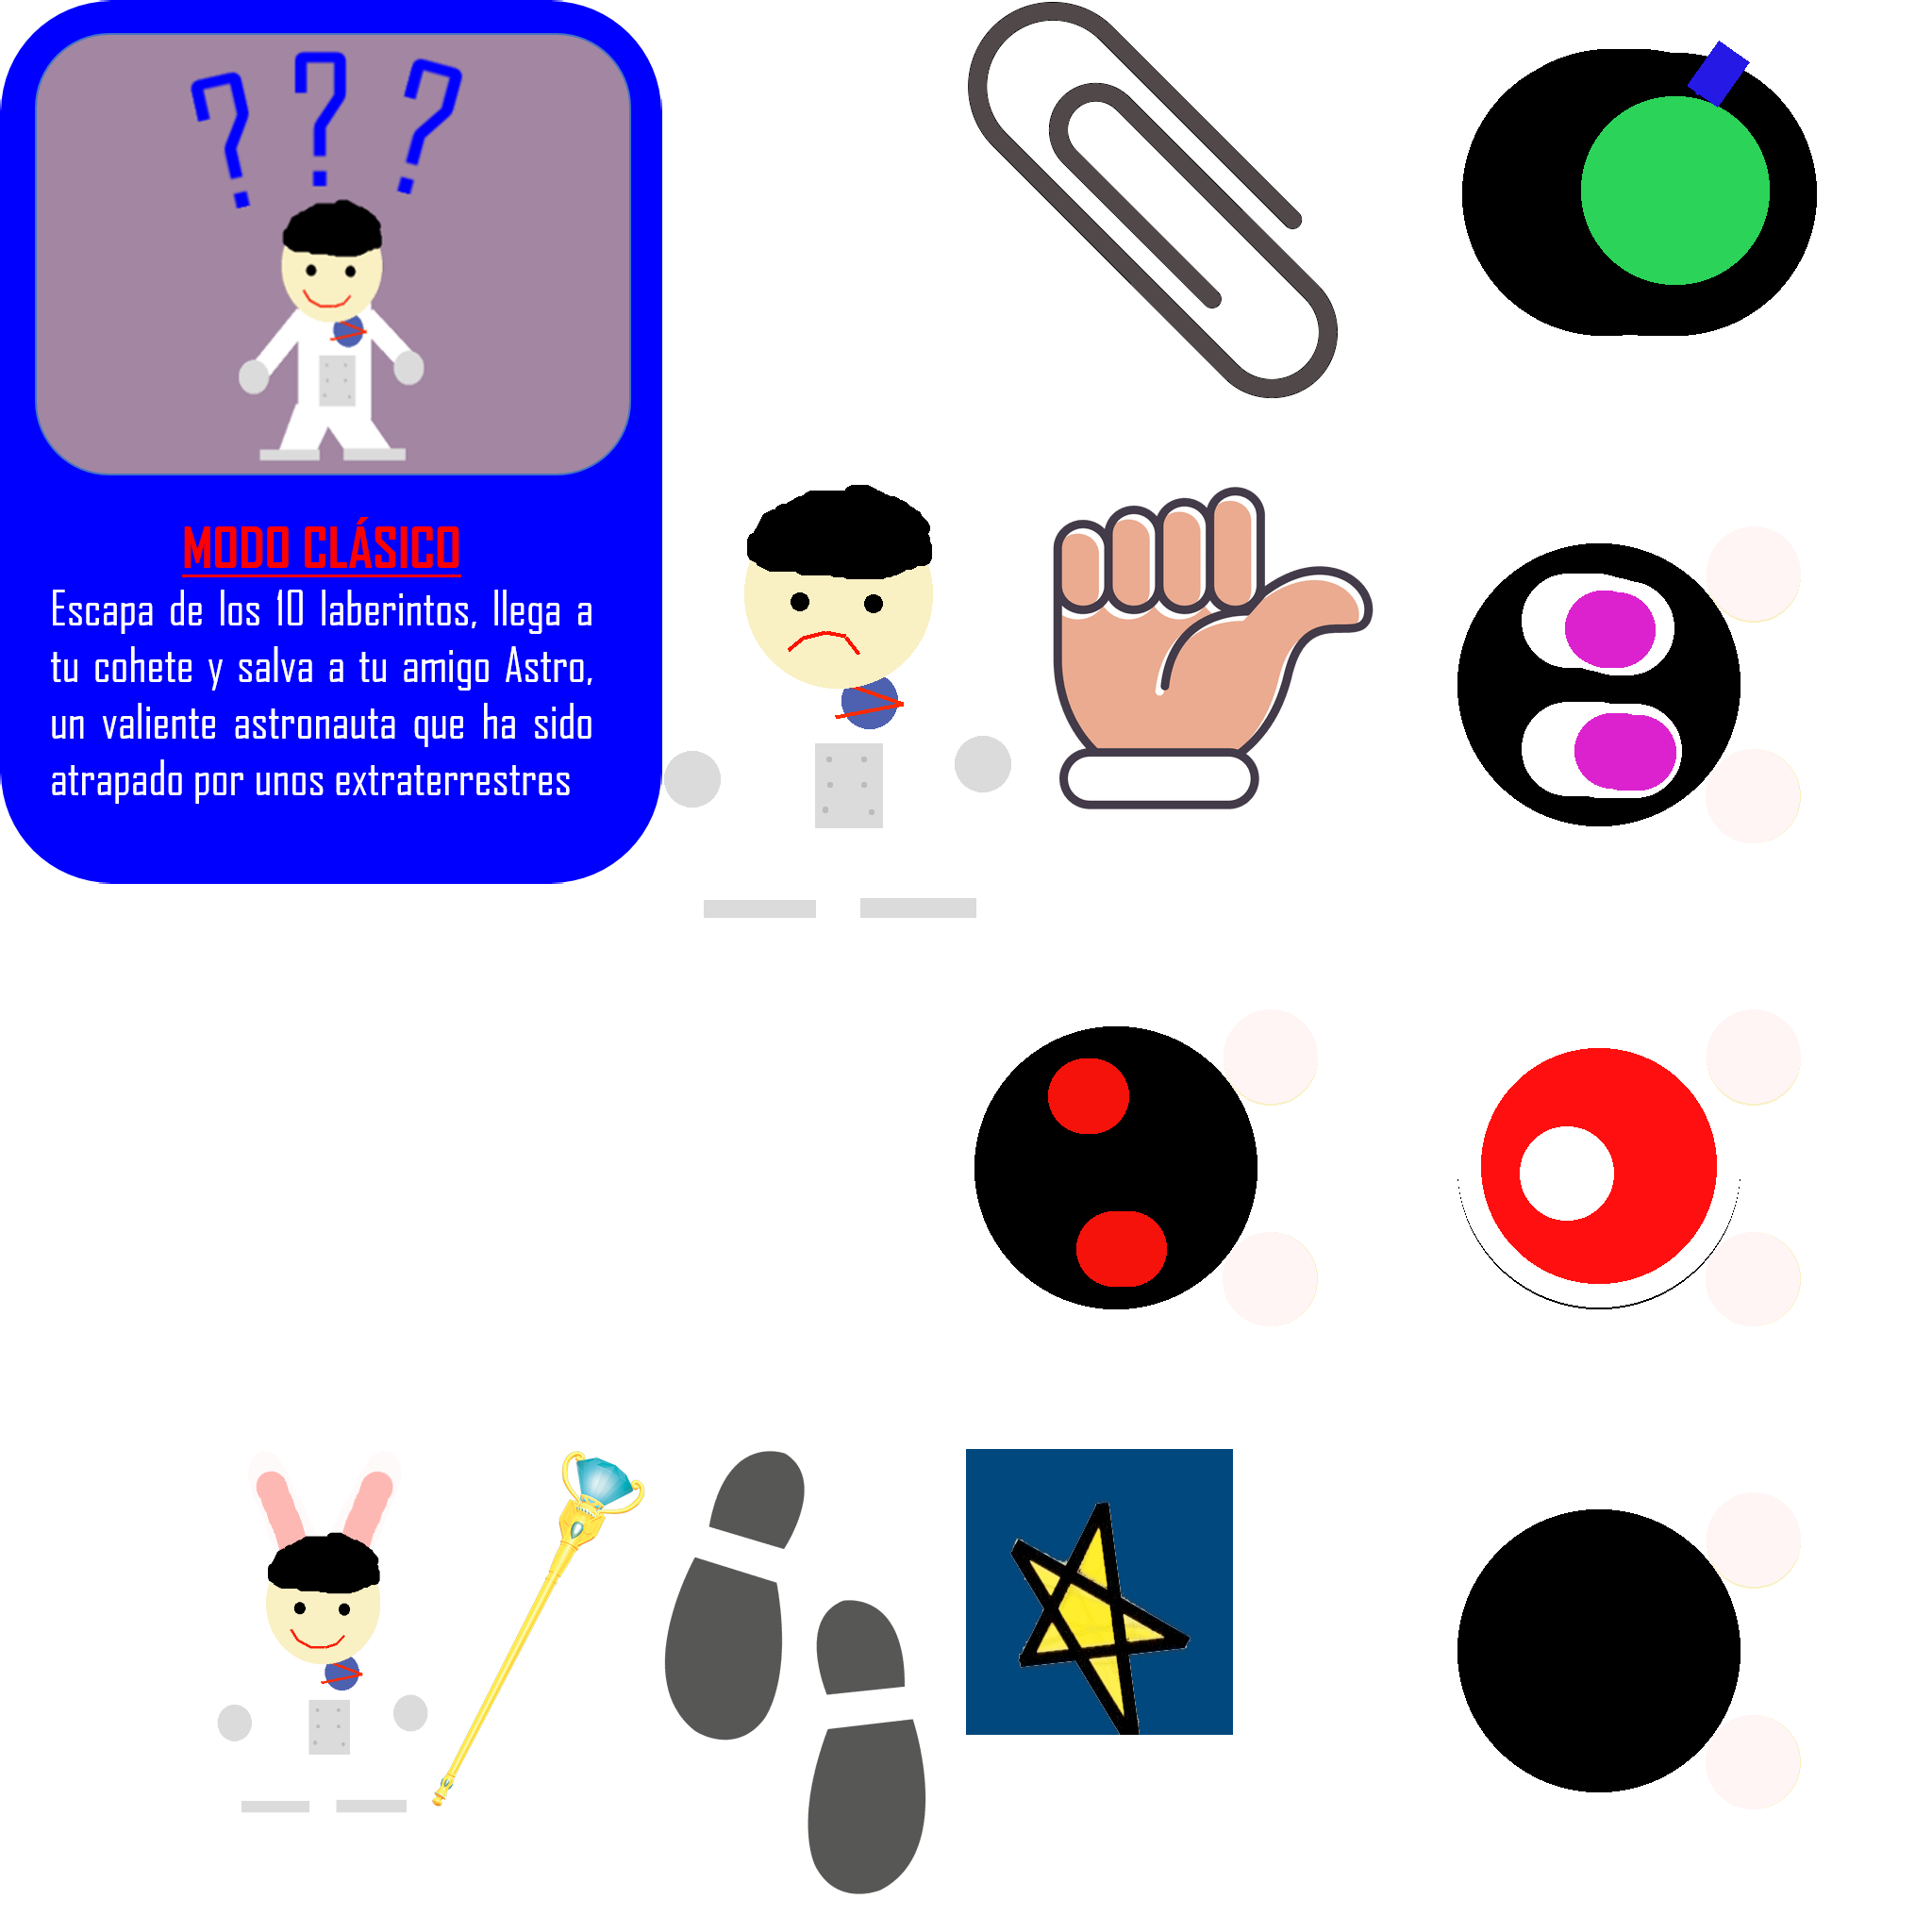 ???
MODO CLÁSICO
Escapa de los 10 laberintos, llega a
tu cohete y salva a tu amigo Astro,
un valiente astronauta que ha sido
atrapado por unos extraterrestres